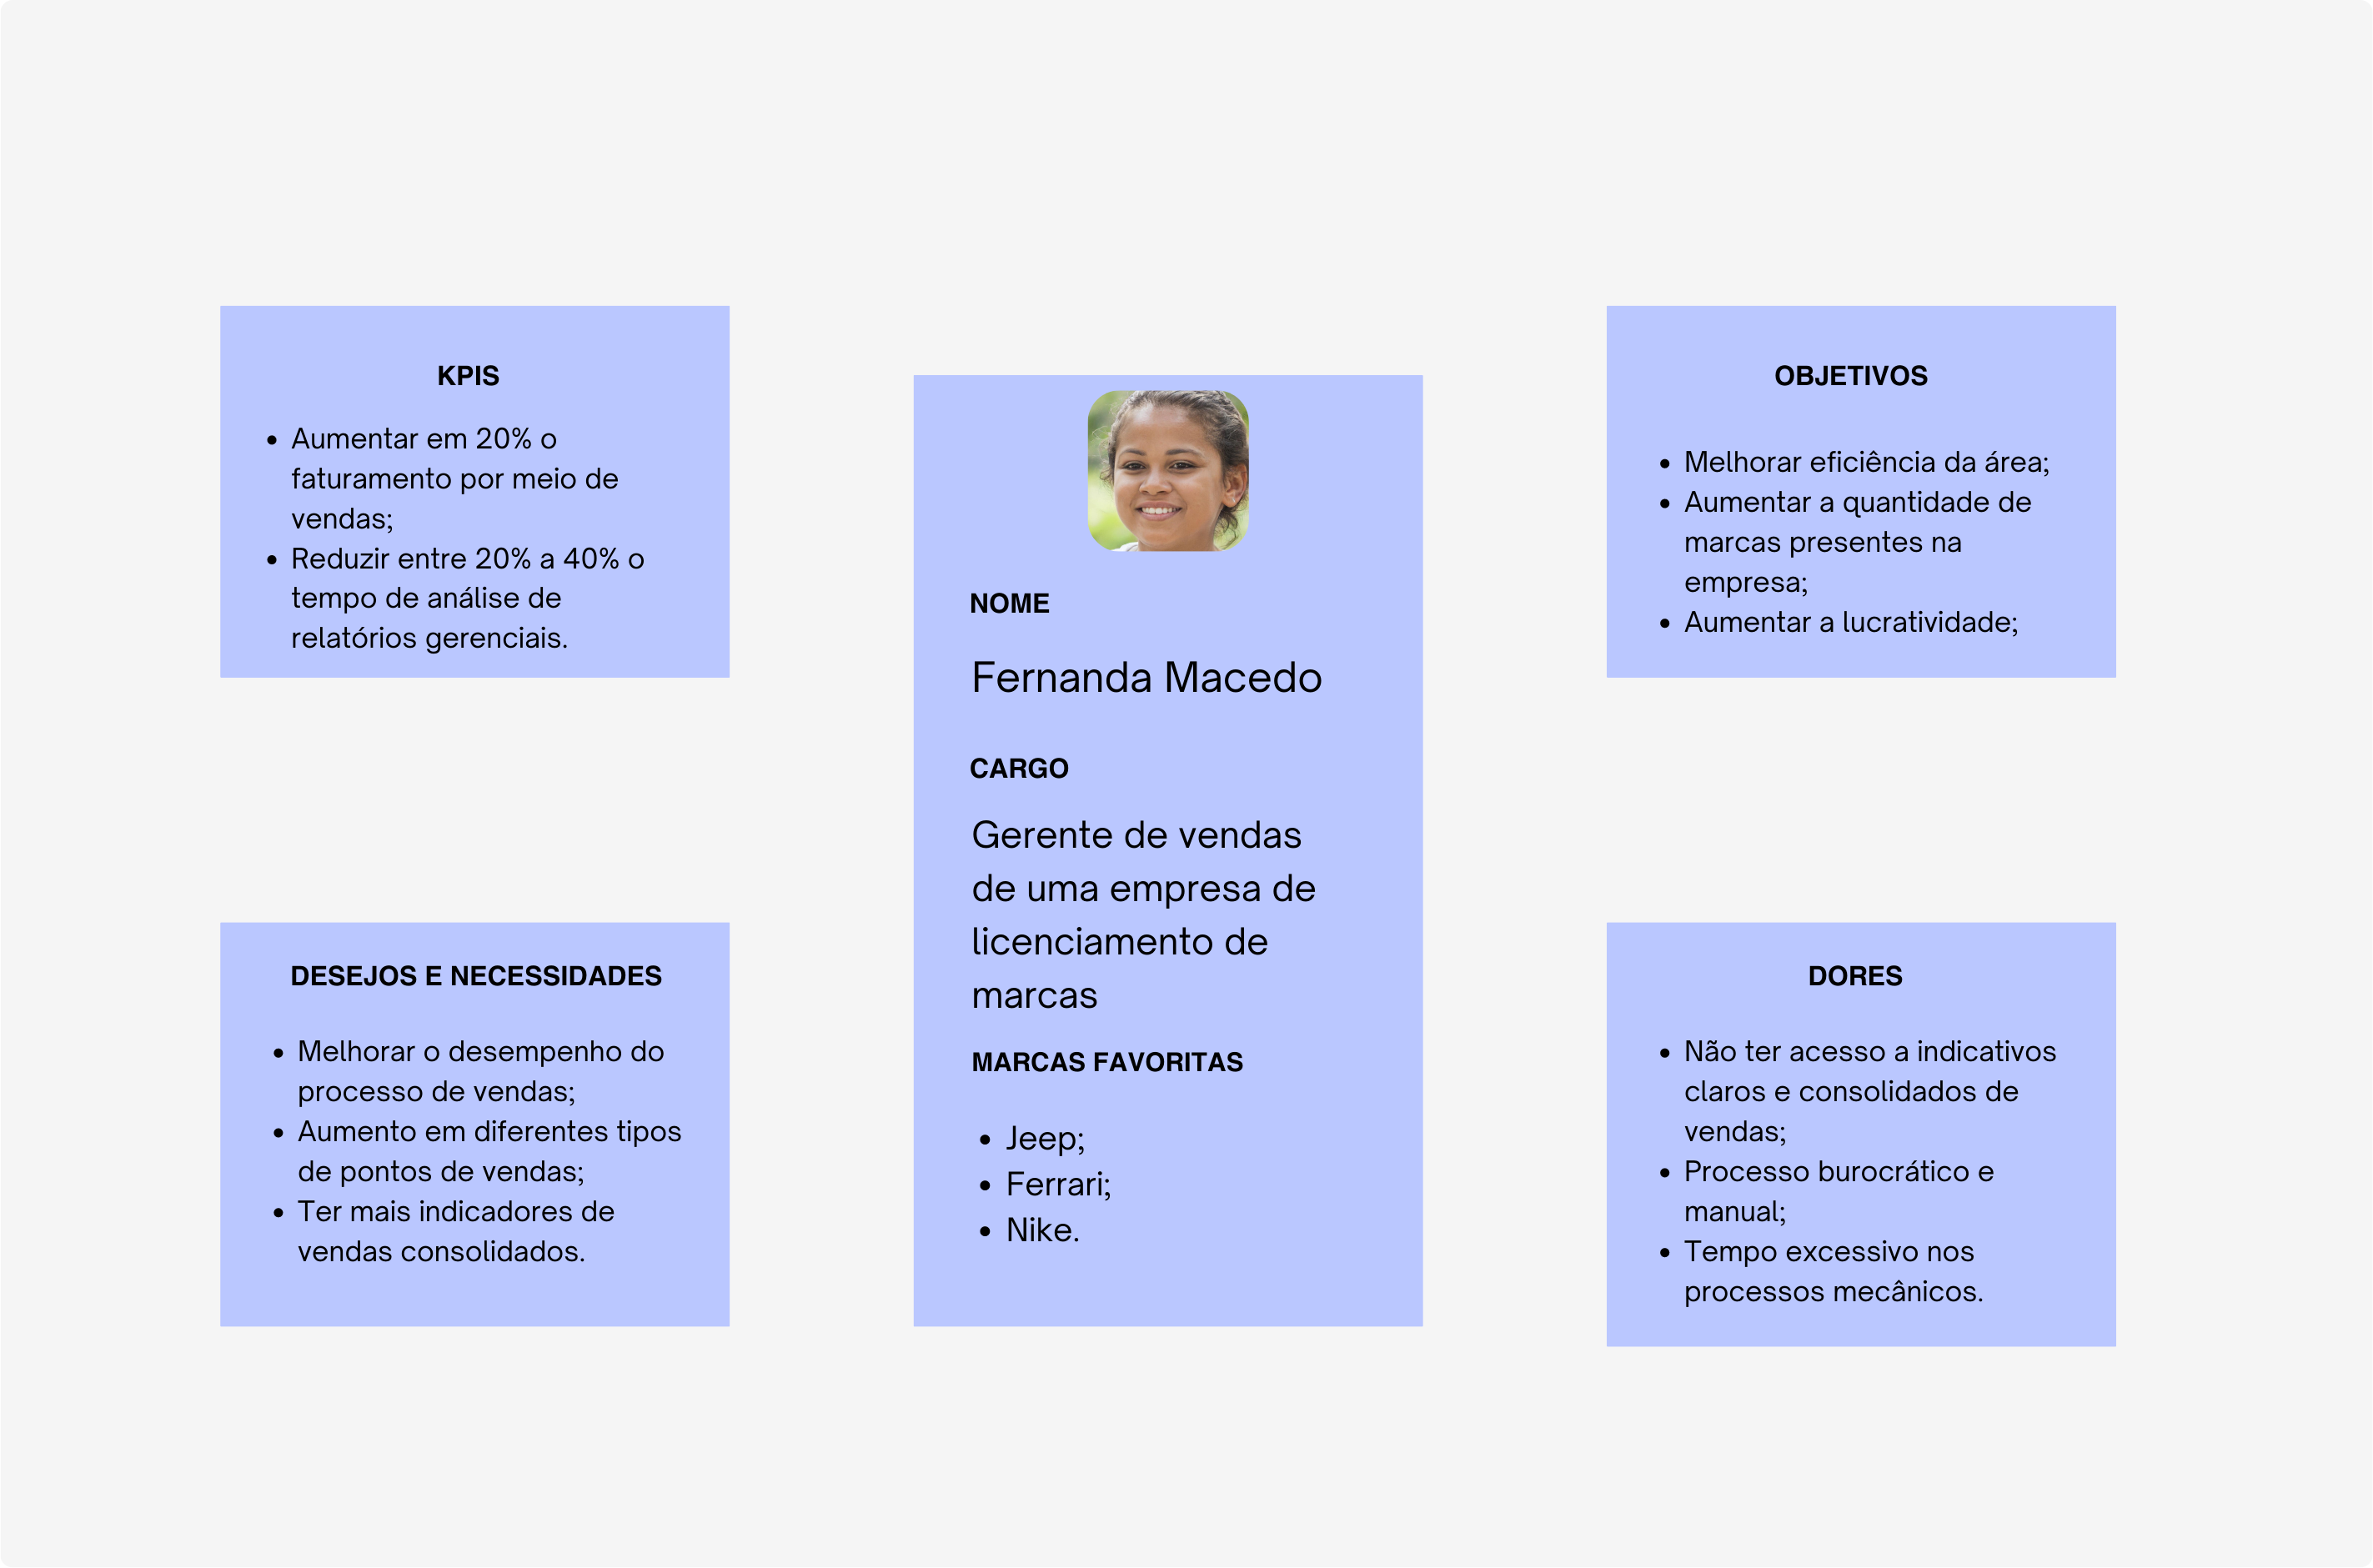 KPIS
• Aumentar em 20% o
faturamento por meio de
vendas;
• Reduzir entre 20% a 40% o
tempo de análise de
relatórios gerenciais.
DESEJOS E NECESSIDADES
• Melhorar o desempenho do
processo de vendas;
• Aumento em diferentes tipos
de pontos de vendas;
• Ter mais indicadores de
vendas consolidados.
NOME
Fernanda Macedo
CARGO
Gerente de vendas
de uma empresa de
licenciamento de
marcas
MARCAS FAVORITAS
• Jeep;
• Ferrari;
• Nike.
OBJETIVOS
• Melhorar eficiência da área;
• Aumentar a quantidade de
marcas presentes na
empresa;
• Aumentar a lucratividade;
DORES
• Não ter acesso a indicativos
claros e consolidados de
vendas;
• Processo burocrático e
manual;
• Tempo excessivo nos
processos mecânicos.